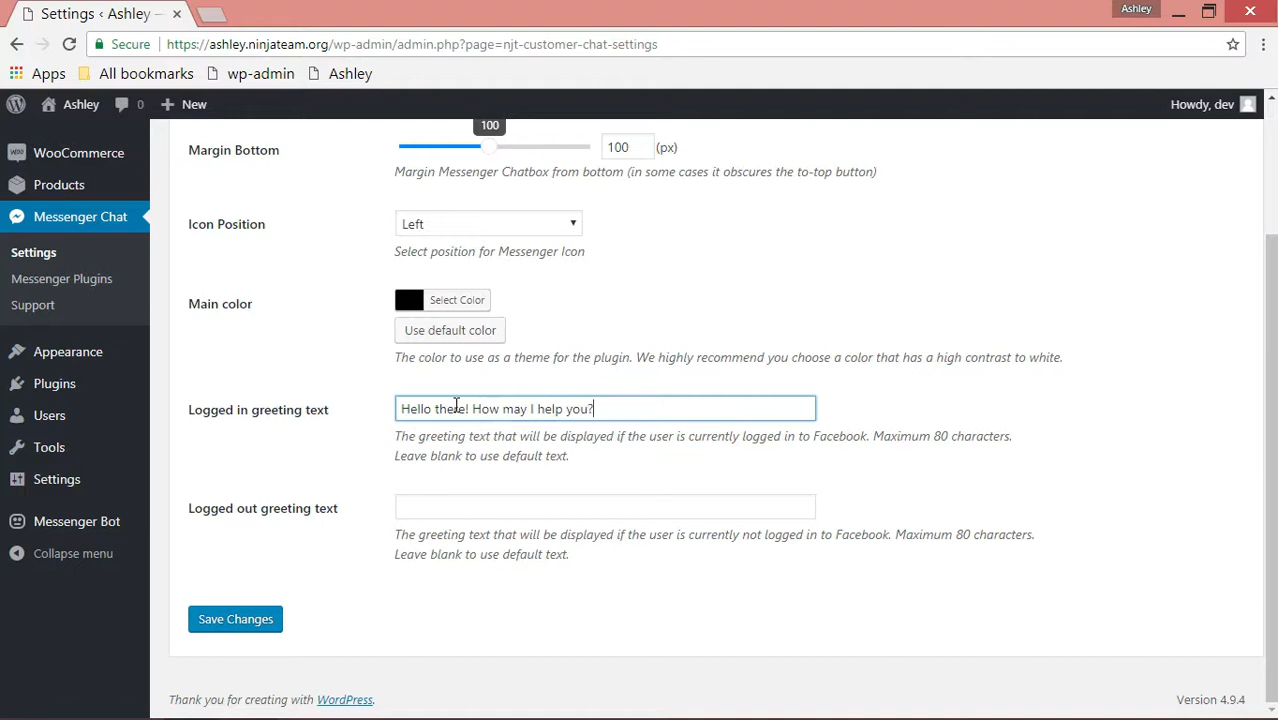 Settings ‹ Ashley —
Ashley
Secure https://ashley.ninjateam.org/wp-admin/admin.php?page=njt-customer-chat-settings
Apps All bookmarks wp-admin Ashley
Ashley 0 New Howdy, dev
WooCommerce
Products
Messenger Chat
Settings
Messenger Plugins
Support
Appearance
Plugins
Users
Tools
Settings
Messenger Bot
Collapse menu
100
Margin Bottom 100 (px)
Margin Messenger Chatbox from bottom (in some cases it obscures the to-top button)
Icon Position Left
Select position for Messenger Icon
Main color Select Color
Use default color
The color to use as a theme for the plugin. We highly recommend you choose a color that has a high contrast to white.
Logged in greeting text Hello there! How may I help you?
The greeting text that will be displayed if the user is currently logged in to Facebook. Maximum 80 characters.
Leave blank to use default text.
Logged out greeting text
The greeting text that will be displayed if the user is currently not logged in to Facebook. Maximum 80 characters.
Leave blank to use default text.
Save Changes
Thank you for creating with WordPress. Version 4.9.4